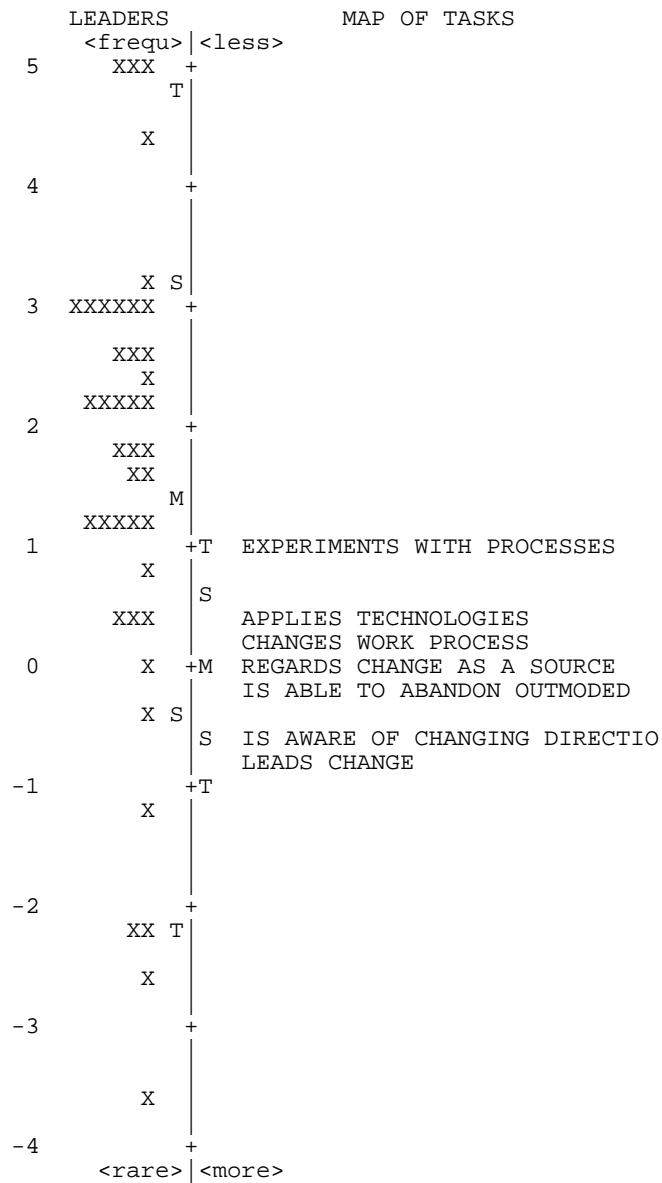 LEADERS MAP OF TASKS
<frequ>|<less>
5 XXX +
T|
X |
|
4 +
|
|
|
X S|
3 XXXXXX +
|
XXX |
X |
XXXXX |
2 +
XXX |
XX |
M|
XXXXX |
1 +T EXPERIMENTS WITH PROCESSES
X |
|S
XXX | APPLIES TECHNOLOGIES
| CHANGES WORK PROCESS
0 X +M REGARDS CHANGE AS A SOURCE
| IS ABLE TO ABANDON OUTMODED
X S|
|S IS AWARE OF CHANGING DIRECTIO
| LEADS CHANGE
-1 +T
X |
|
|
-2 +
XX T|
|
X |
|
-3 +
|
|
X |
|
-4 +
<rare>|<more>